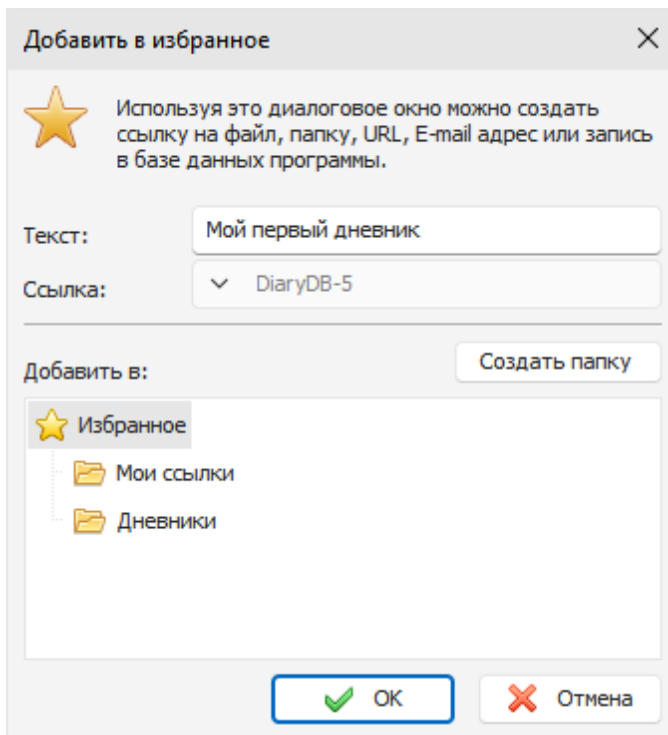 Добавить в избранное
Используя это диалоговое окно можно создать
ссылку на файл, папку, URL, E-mail адрес или запись
в базе данных программы.
Текст: Мой первый дневник
Ссылка: DiaryDB-5
Добавить в: Создать папку
Избранное
Мои ссылки
Дневники
ОК Отмена